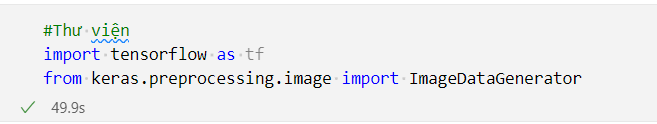 #Thư viện
import tensorflow as tf
from keras.preprocessing.image import ImageDataGenerator
49.9s